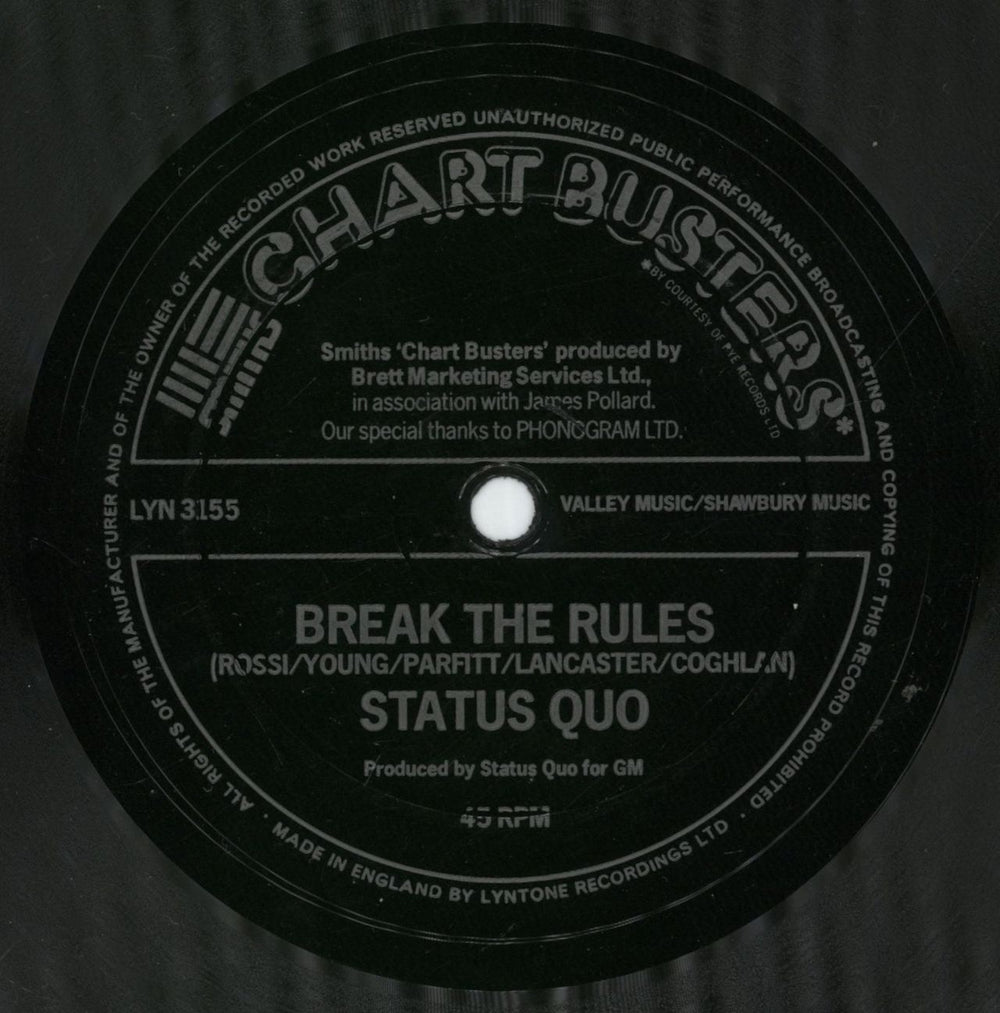 ALL RIGHTS OF THE MANUFACTURER AND OF THE OWNER OF THE RECORDED WORK RESERVED UNAUTHORIZED PUBLIC PERFORMANCE BROADCASTING AND COPYING OF THIS RECORD PROHIBITED
CHART BUSTERS*
*BY COURTESY OF PYE RECORDS LTD
Smiths ‘Chart Busters’ produced by
Brett Marketing Services Ltd.,
in association with James Pollard.
Our special thanks to PHONOGRAM LTD.
LYN 3155
VALLEY MUSIC/SHAWBURY MUSIC
BREAK THE RULES
(ROSSI/YOUNG/PARFITT/LANCASTER/COGHLAN)
STATUS QUO
Produced by Status Quo for GM
45 RPM
· MADE IN ENGLAND BY LYNTONE RECORDINGS LTD ·